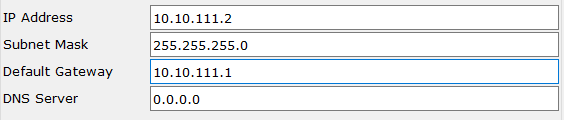 IP Address 10.10.111.2
Subnet Mask 255.255.255.0
Default Gateway 10.10.111.1
DNS Server 0.0.0.0